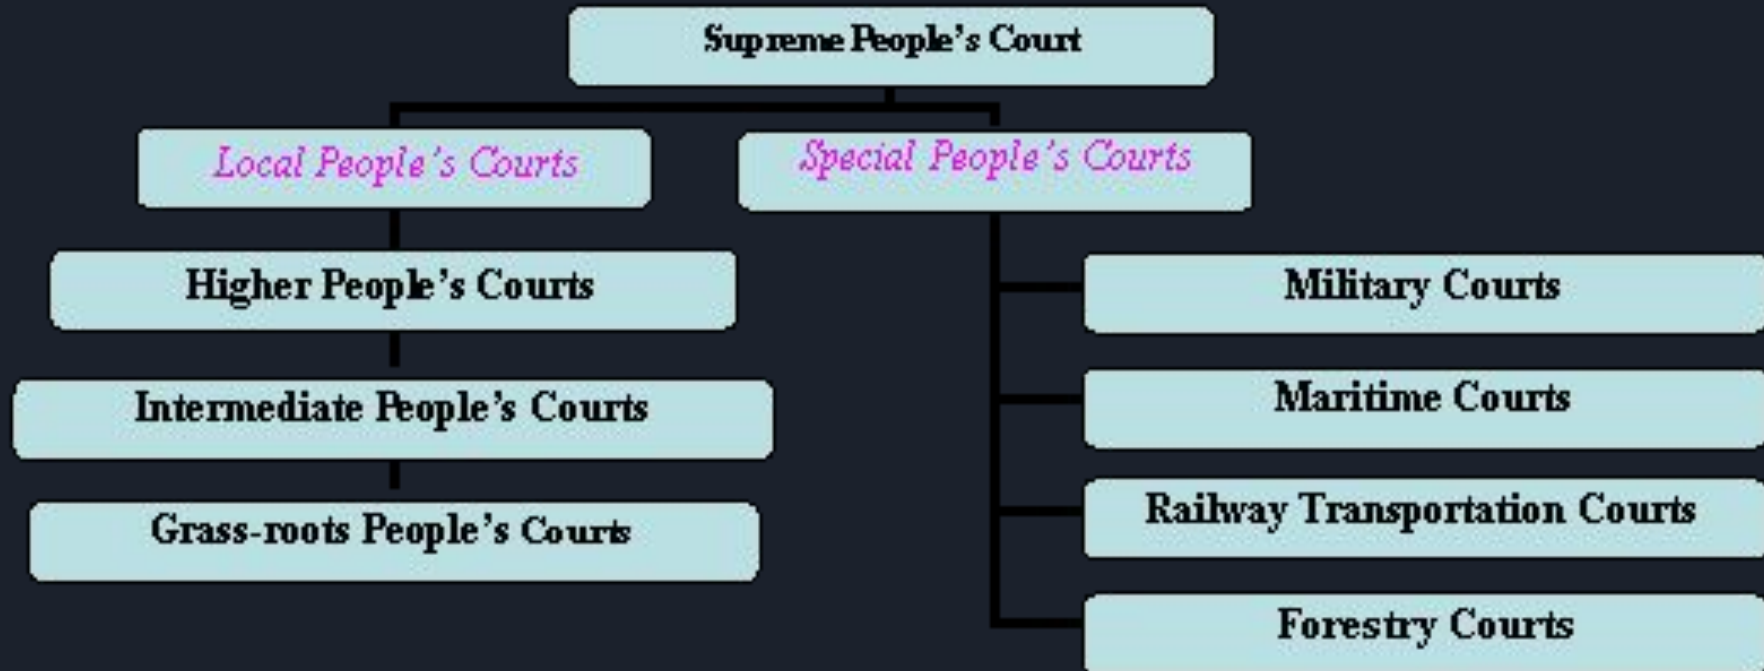 Supreme People's Court
Local People's Courts
Special People's Courts
Higher People's Courts
Military Courts
Intermediate People's Courts
Maritime Courts
Grass-roots People's Courts
Railway Transportation Courts
Forestry Courts